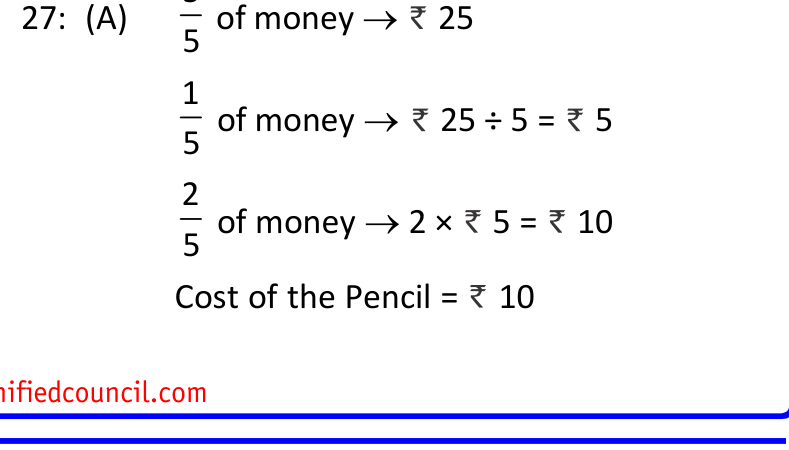 27: (A) /5 of money → ₹ 25
1/5 of money → ₹ 25 ÷ 5 = ₹ 5
2/5 of money → 2 × ₹ 5 = ₹ 10
Cost of the Pencil = ₹ 10
nifiedcouncil.com